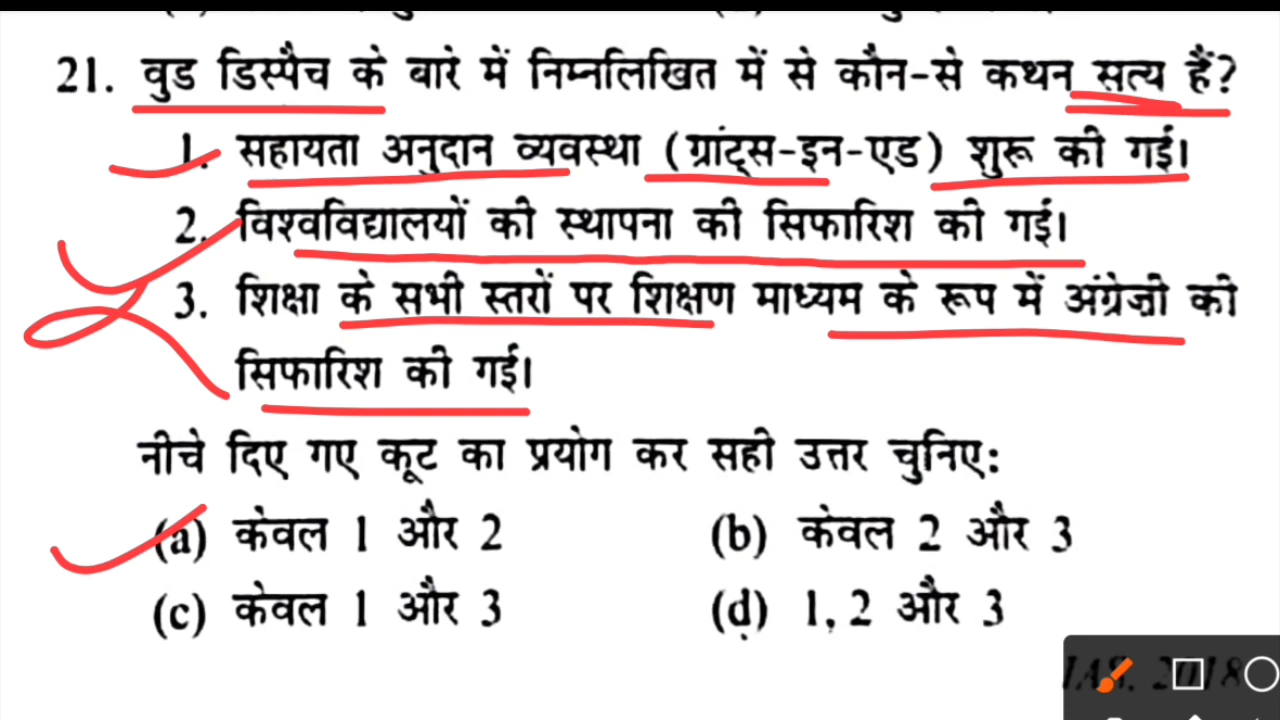 21. वुड डिस्पैच के बारे में निम्नलिखित में से कौन-से कथन सत्य हैं?
1. सहायता अनुदान व्यवस्था (ग्रांट्स-इन-एड) शुरू की गई।
2. विश्वविद्यालयों की स्थापना की सिफारिश की गई।
3. शिक्षा के सभी स्तरों पर शिक्षण माध्यम के रूप में अंग्रेजी की
सिफारिश की गई।
नीचे दिए गए कूट का प्रयोग कर सही उत्तर चुनिए:
(a) केवल 1 और 2 (b) केवल 2 और 3
(c) केवल 1 और 3 (d) 1, 2 और 3
IAS, 2018